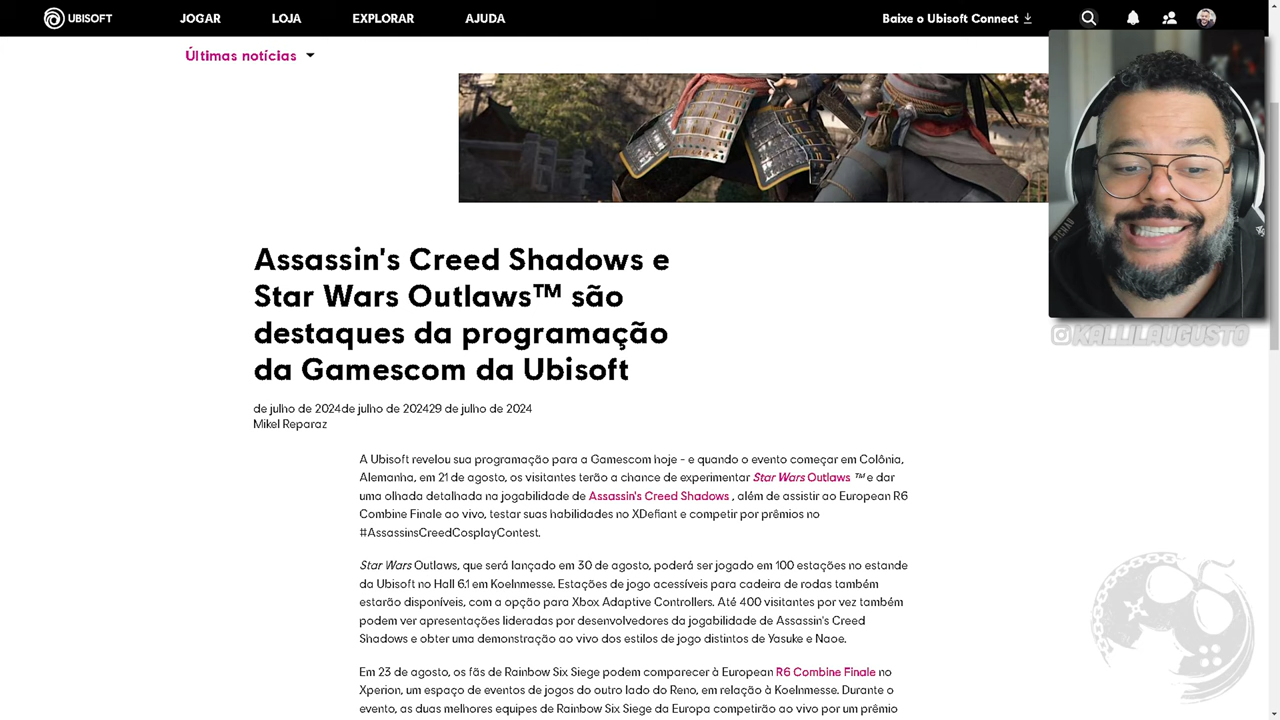 UBISOFT
JOGAR
LOJA
EXPLORAR
AJUDA
Baixe o Ubisoft Connect
Últimas notícias
PICHAU
KALLILAUGUSTO
Assassin's Creed Shadows e
Star Wars Outlaws™ são
destaques da programação
da Gamescom da Ubisoft
de julho de 2024de julho de 202429 de julho de 2024
Mikel Reparaz
A Ubisoft revelou sua programação para a Gamescom hoje - e quando o evento começar em Colônia,
Alemanha, em 21 de agosto, os visitantes terão a chance de experimentar Star Wars Outlaws ™ e dar
uma olhada detalhada na jogabilidade de Assassin's Creed Shadows , além de assistir ao European R6
Combine Finale ao vivo, testar suas habilidades no XDefiant e competir por prêmios no
#AssassinsCreedCosplayContest.
Star Wars Outlaws, que será lançado em 30 de agosto, poderá ser jogado em 100 estações no estande
da Ubisoft no Hall 6.1 em Koelnmesse. Estações de jogo acessíveis para cadeira de rodas também
estarão disponíveis, com a opção para Xbox Adaptive Controllers. Até 400 visitantes por vez também
podem ver apresentações lideradas por desenvolvedores da jogabilidade de Assassin's Creed
Shadows e obter uma demonstração ao vivo dos estilos de jogo distintos de Yasuke e Naoe.
Em 23 de agosto, os fãs de Rainbow Six Siege podem comparecer à European R6 Combine Finale no
Xperion, um espaço de eventos de jogos do outro lado do Reno, em relação à Koelnmesse. Durante o
evento, as duas melhores equipes de Rainbow Six Siege da Europa competirão ao vivo por um prêmio